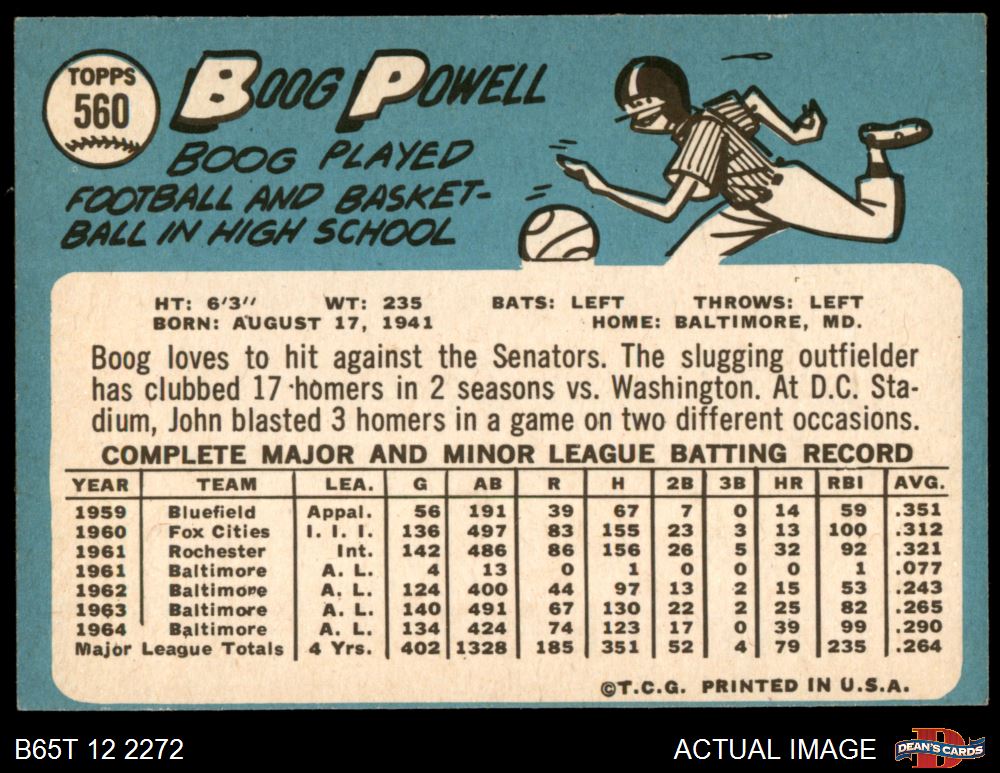 TOPPS
560
BOOG POWELL
BOOG PLAYED
FOOTBALL AND BASKET-
BALL IN HIGH SCHOOL
HT: 6'3" WT: 235 BATS: LEFT THROWS: LEFT
BORN: AUGUST 17, 1941 HOME: BALTIMORE, MD.
Boog loves to hit against the Senators. The slugging outfielder
has clubbed 17 homers in 2 seasons vs. Washington. At D.C. Sta-
dium, John blasted 3 homers in a game on two different occasions.
COMPLETE MAJOR AND MINOR LEAGUE BATTING RECORD
YEAR TEAM LEA. G AB R H 2B 3B HR RBI AVG.
1959 Bluefield Appal. 56 191 39 67 7 0 14 59 .351
1960 Fox Cities I. I. I. 136 497 83 155 23 3 13 100 .312
1961 Rochester Int. 142 486 86 156 26 5 32 92 .321
1961 Baltimore A. L. 4 13 0 1 0 0 0 1 .077
1962 Baltimore A. L. 124 400 44 97 13 2 15 53 .243
1963 Baltimore A. L. 140 491 67 130 22 2 25 82 .265
1964 Baltimore A. L. 134 424 74 123 17 0 39 99 .290
Major League Totals 4 Yrs. 402 1328 185 351 52 4 79 235 .264
©T.C.G. PRINTED IN U.S.A.
B65T 12 2272 ACTUAL IMAGE DEAN'S CARDS